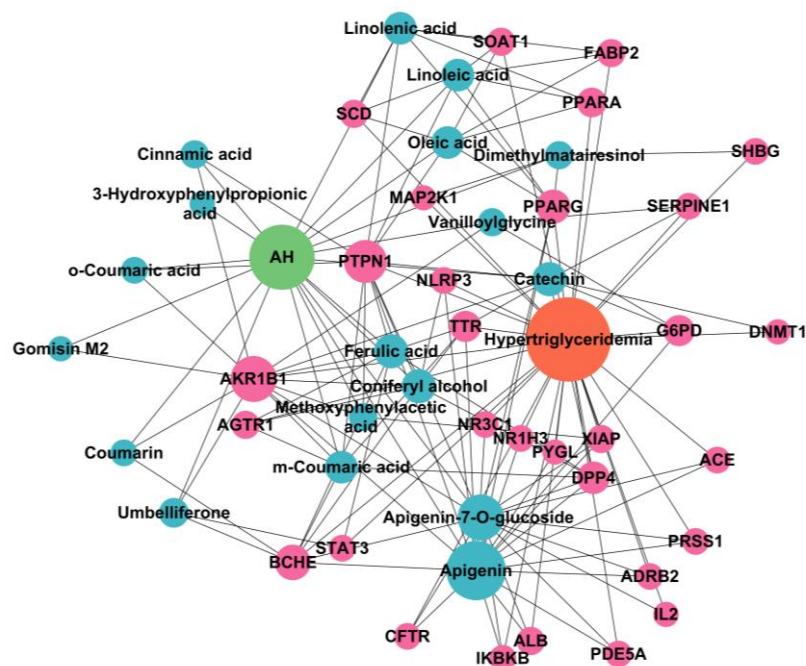 Linolenic acid
SOAT1
FABP2
Linoleic acid
PPARA
SCD
Oleic acid
Dimethylmatairesinol
SHBG
Cinnamic acid
3-Hydroxyphenylpropionic
acid
MAP2K1
PPARG
SERPINE1
Vanilloylglycine
AH
PTPN1
o-Coumaric acid
NLRP3
Catechin
TTR
Hypertriglyceridemia
G6PD
DNMT1
Gomisin M2
Ferulic acid
AKR1B1
Coniferyl alcohol
Methoxyphenylacetic
acid
AGTR1
NR3C1
NR1H3
XIAP
PYGL
Coumarin
m-Coumaric acid
DPP4
ACE
Umbelliferone
Apigenin-7-O-glucoside
STAT3
PRSS1
BCHE
Apigenin
ADRB2
IL2
CFTR
ALB
IKBKB
PDE5A